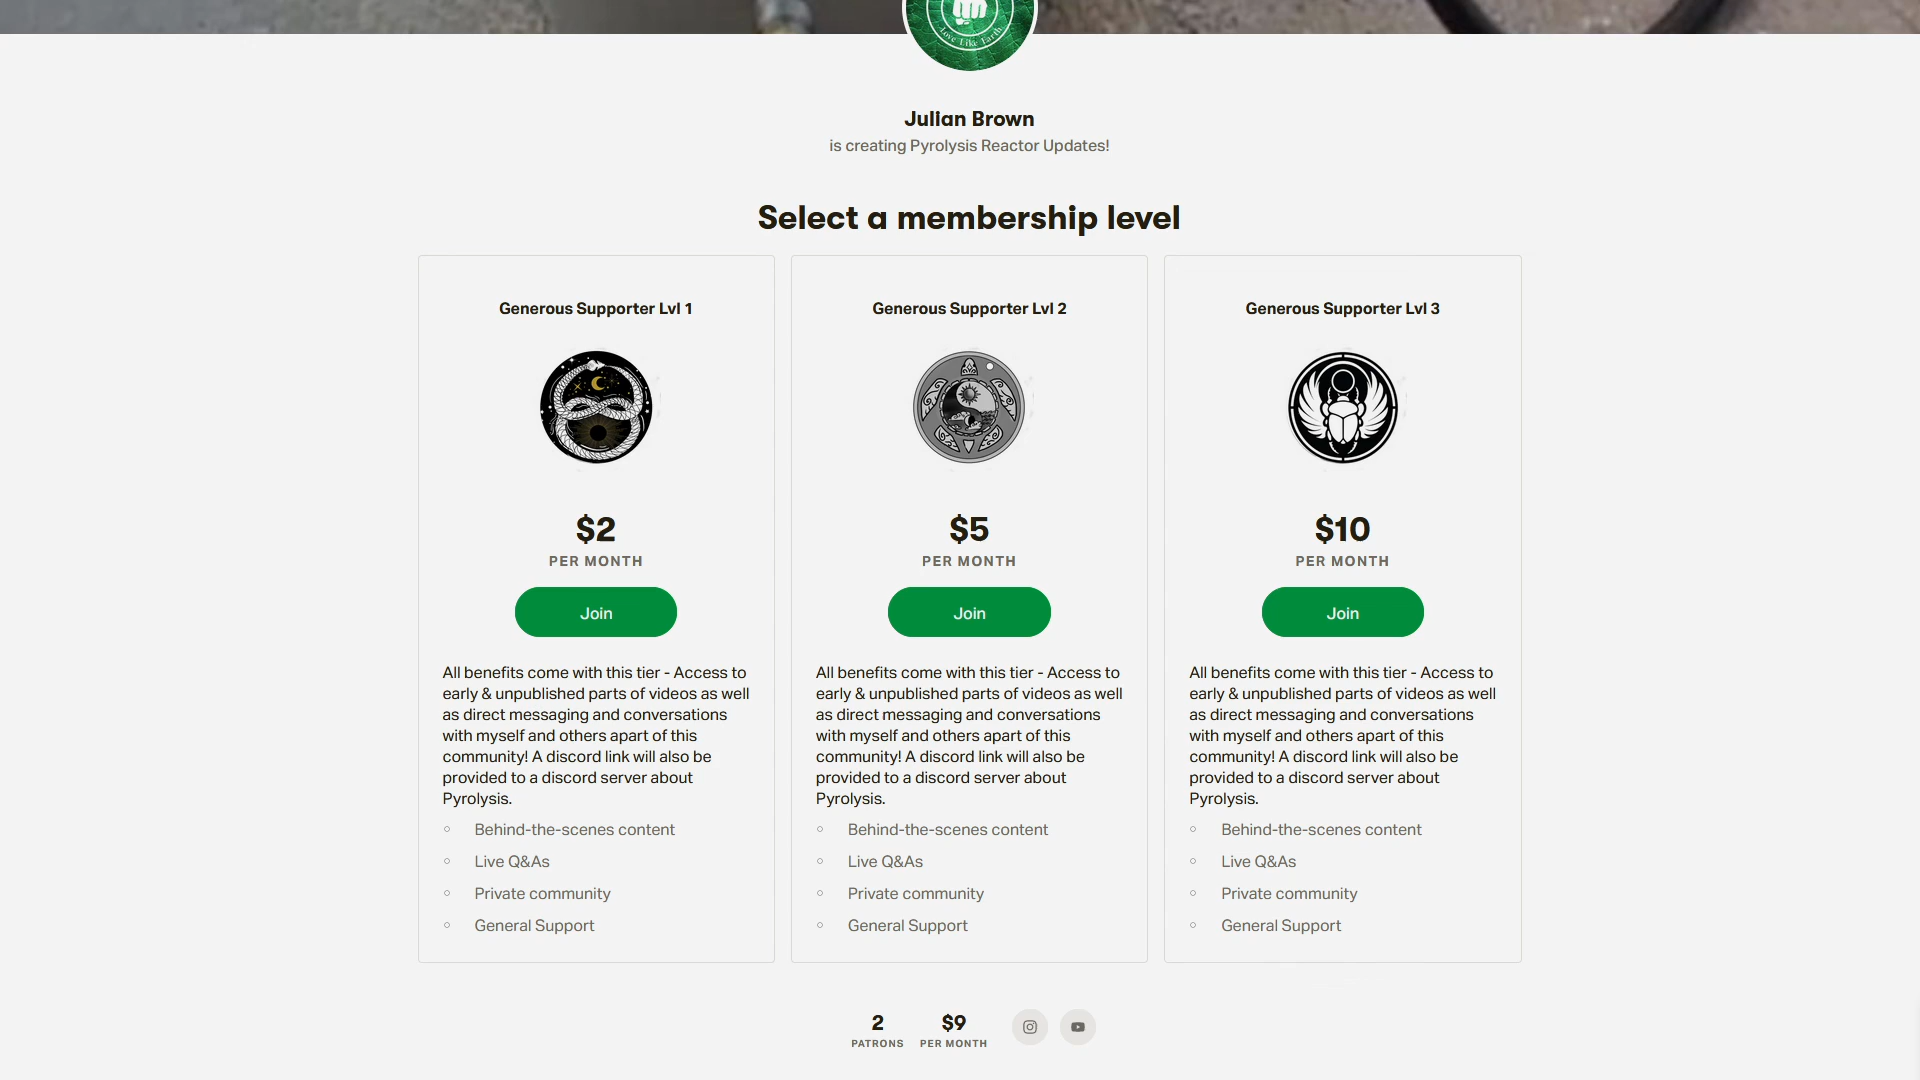 Love Like Earth
Julian Brown
is creating Pyrolysis Reactor Updates!
Select a membership level
Generous Supporter Lvl 1
$2
PER MONTH
Join
All benefits come with this tier - Access to
early & unpublished parts of videos as well
as direct messaging and conversations
with myself and others apart of this
community! A discord link will also be
provided to a discord server about
Pyrolysis.
Behind-the-scenes content
Live Q&As
Private community
General Support
Generous Supporter Lvl 2
$5
PER MONTH
Join
All benefits come with this tier - Access to
early & unpublished parts of videos as well
as direct messaging and conversations
with myself and others apart of this
community! A discord link will also be
provided to a discord server about
Pyrolysis.
Behind-the-scenes content
Live Q&As
Private community
General Support
Generous Supporter Lvl 3
$10
PER MONTH
Join
All benefits come with this tier - Access to
early & unpublished parts of videos as well
as direct messaging and conversations
with myself and others apart of this
community! A discord link will also be
provided to a discord server about
Pyrolysis.
Behind-the-scenes content
Live Q&As
Private community
General Support
2
PATRONS
$9
PER MONTH